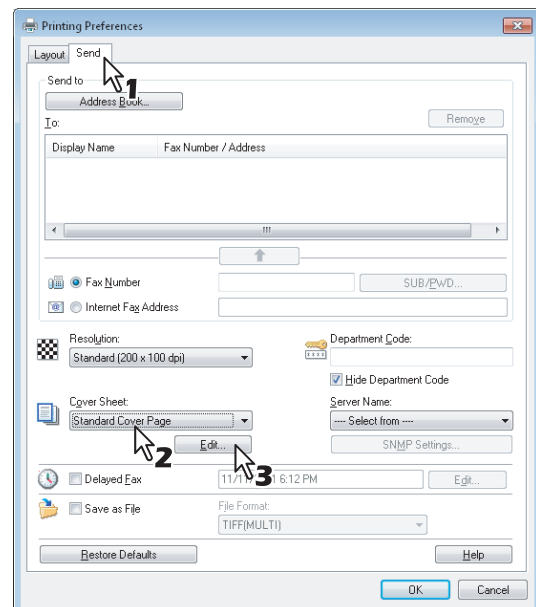 Printing Preferences
Layout Send
1
Send to
Address Book...
To:
Remove
Display Name Fax Number / Address
Fax Number
SUB/PWD...
Internet Fax Address
Resolution:
Department Code:
Standard (200 x 100 dpi)
Hide Department Code
Cover Sheet:
Server Name:
Standard Cover Page
---- Select from ----
2
Edit...
SNMP Settings...
3
Delayed Fax
6:12 PM
Edit...
Save as File
File Format:
TIFF(MULTI)
Restore Defaults
Help
OK Cancel